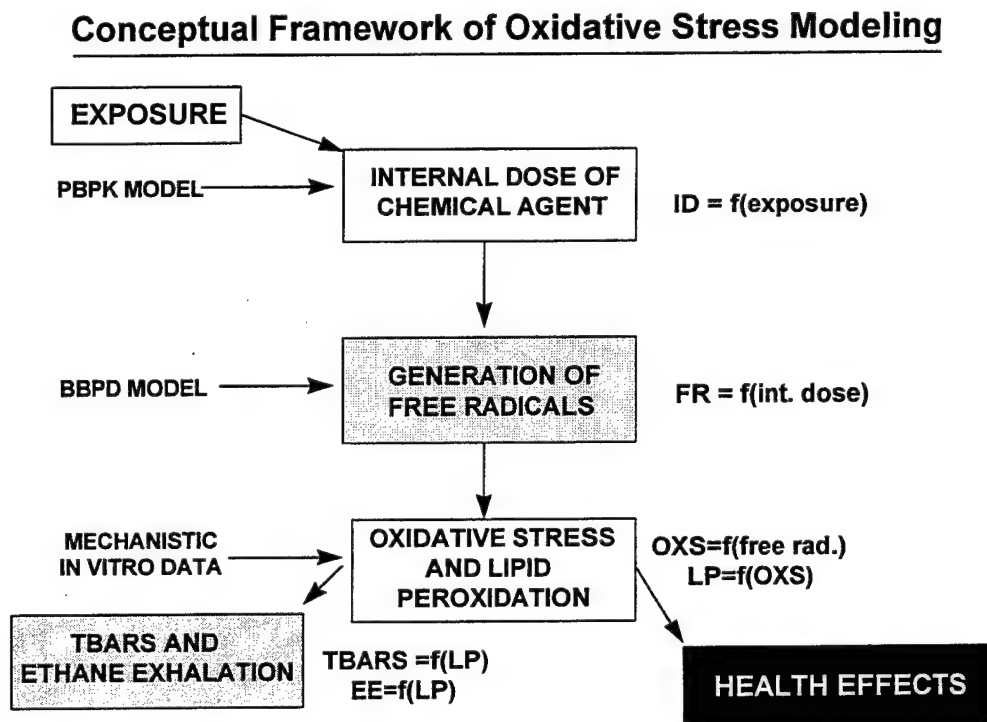 Conceptual Framework of Oxidative Stress Modeling
EXPOSURE
PBPK MODEL
INTERNAL DOSE OF
CHEMICAL AGENT
ID = f(exposure)
BBPD MODEL
GENERATION OF
FREE RADICALS
FR = f(int. dose)
MECHANISTIC
IN VITRO DATA
OXIDATIVE STRESS
AND LIPID
PEROXIDATION
OXS=f(free rad.)
LP=f(OXS)
TBARS AND
ETHANE EXHALATION
TBARS =f(LP)
EE=f(LP)
HEALTH EFFECTS